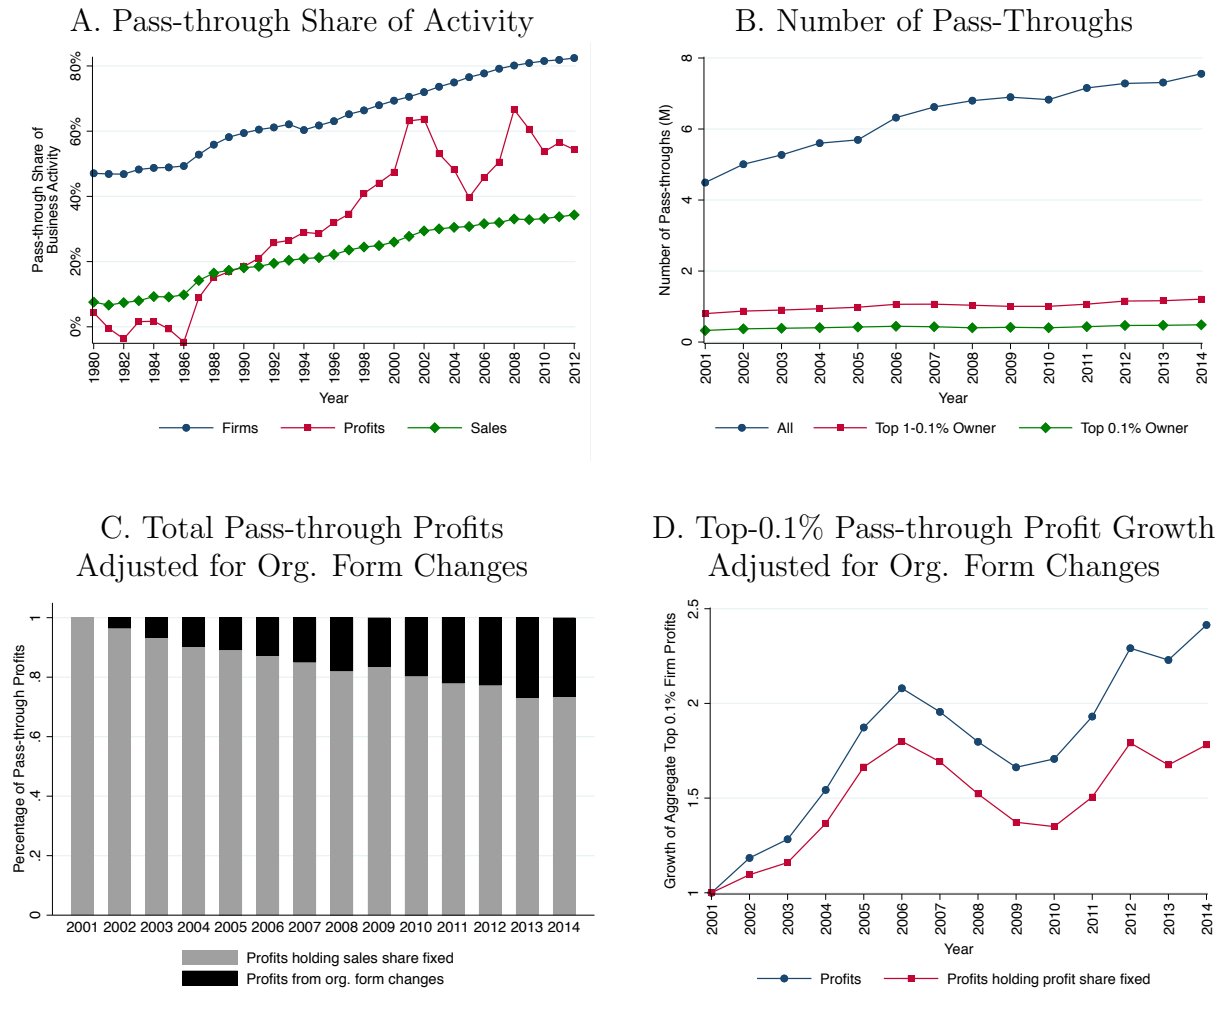 A. Pass-through Share of Activity
Pass-through Share of
Business Activity
80%
60%
40%
20%
0%
1980 1982 1984 1986 1988 1990 1992 1994 1996 1998 2000 2002 2004 2006 2008 2010 2012
Year
Firms Profits Sales
B. Number of Pass-Throughs
Number of Pass-throughs (M)
8
6
4
2
0
2001 2002 2003 2004 2005 2006 2007 2008 2009 2010 2011 2012 2013 2014
Year
All Top 1-0.1% Owner Top 0.1% Owner
C. Total Pass-through Profits
Adjusted for Org. Form Changes
Percentage of Pass-through Profits
1
.8
.6
.4
.2
0
2001 2002 2003 2004 2005 2006 2007 2008 2009 2010 2011 2012 2013 2014
Profits holding sales share fixed
Profits from org. form changes
D. Top-0.1% Pass-through Profit Growth
Adjusted for Org. Form Changes
Growth of Aggregate Top 0.1% Firm Profits
2.5
2
1.5
1
2001 2002 2003 2004 2005 2006 2007 2008 2009 2010 2011 2012 2013 2014
Year
Profits Profits holding profit share fixed